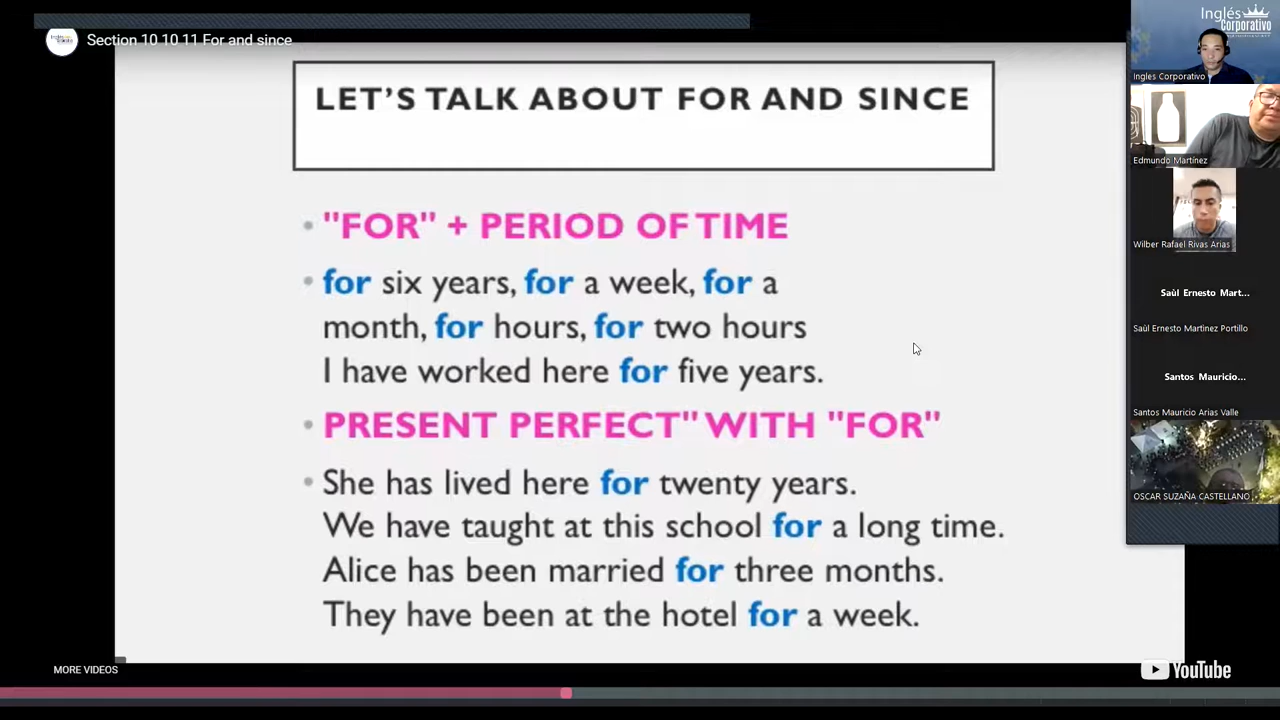 Section 10 10 11 For and since
LET'S TALK ABOUT FOR AND SINCE
• "FOR" + PERIOD OF TIME
• for six years, for a week, for a
month, for hours, for two hours
I have worked here for five years.
• PRESENT PERFECT" WITH "FOR"
• She has lived here for twenty years.
We have taught at this school for a long time.
Alice has been married for three months.
They have been at the hotel for a week.
MORE VIDEOS
YouTube
Inglés
Corporativo
Ingles Corporativo
Edmundo Martínez
Wilber Rafael Rivas Arias
Saùl Ernesto Mart...
Saùl Ernesto Martìnez Portillo
Santos Mauricio...
Santos Mauricio Arias Valle
OSCAR SUZAÑA CASTELLANO